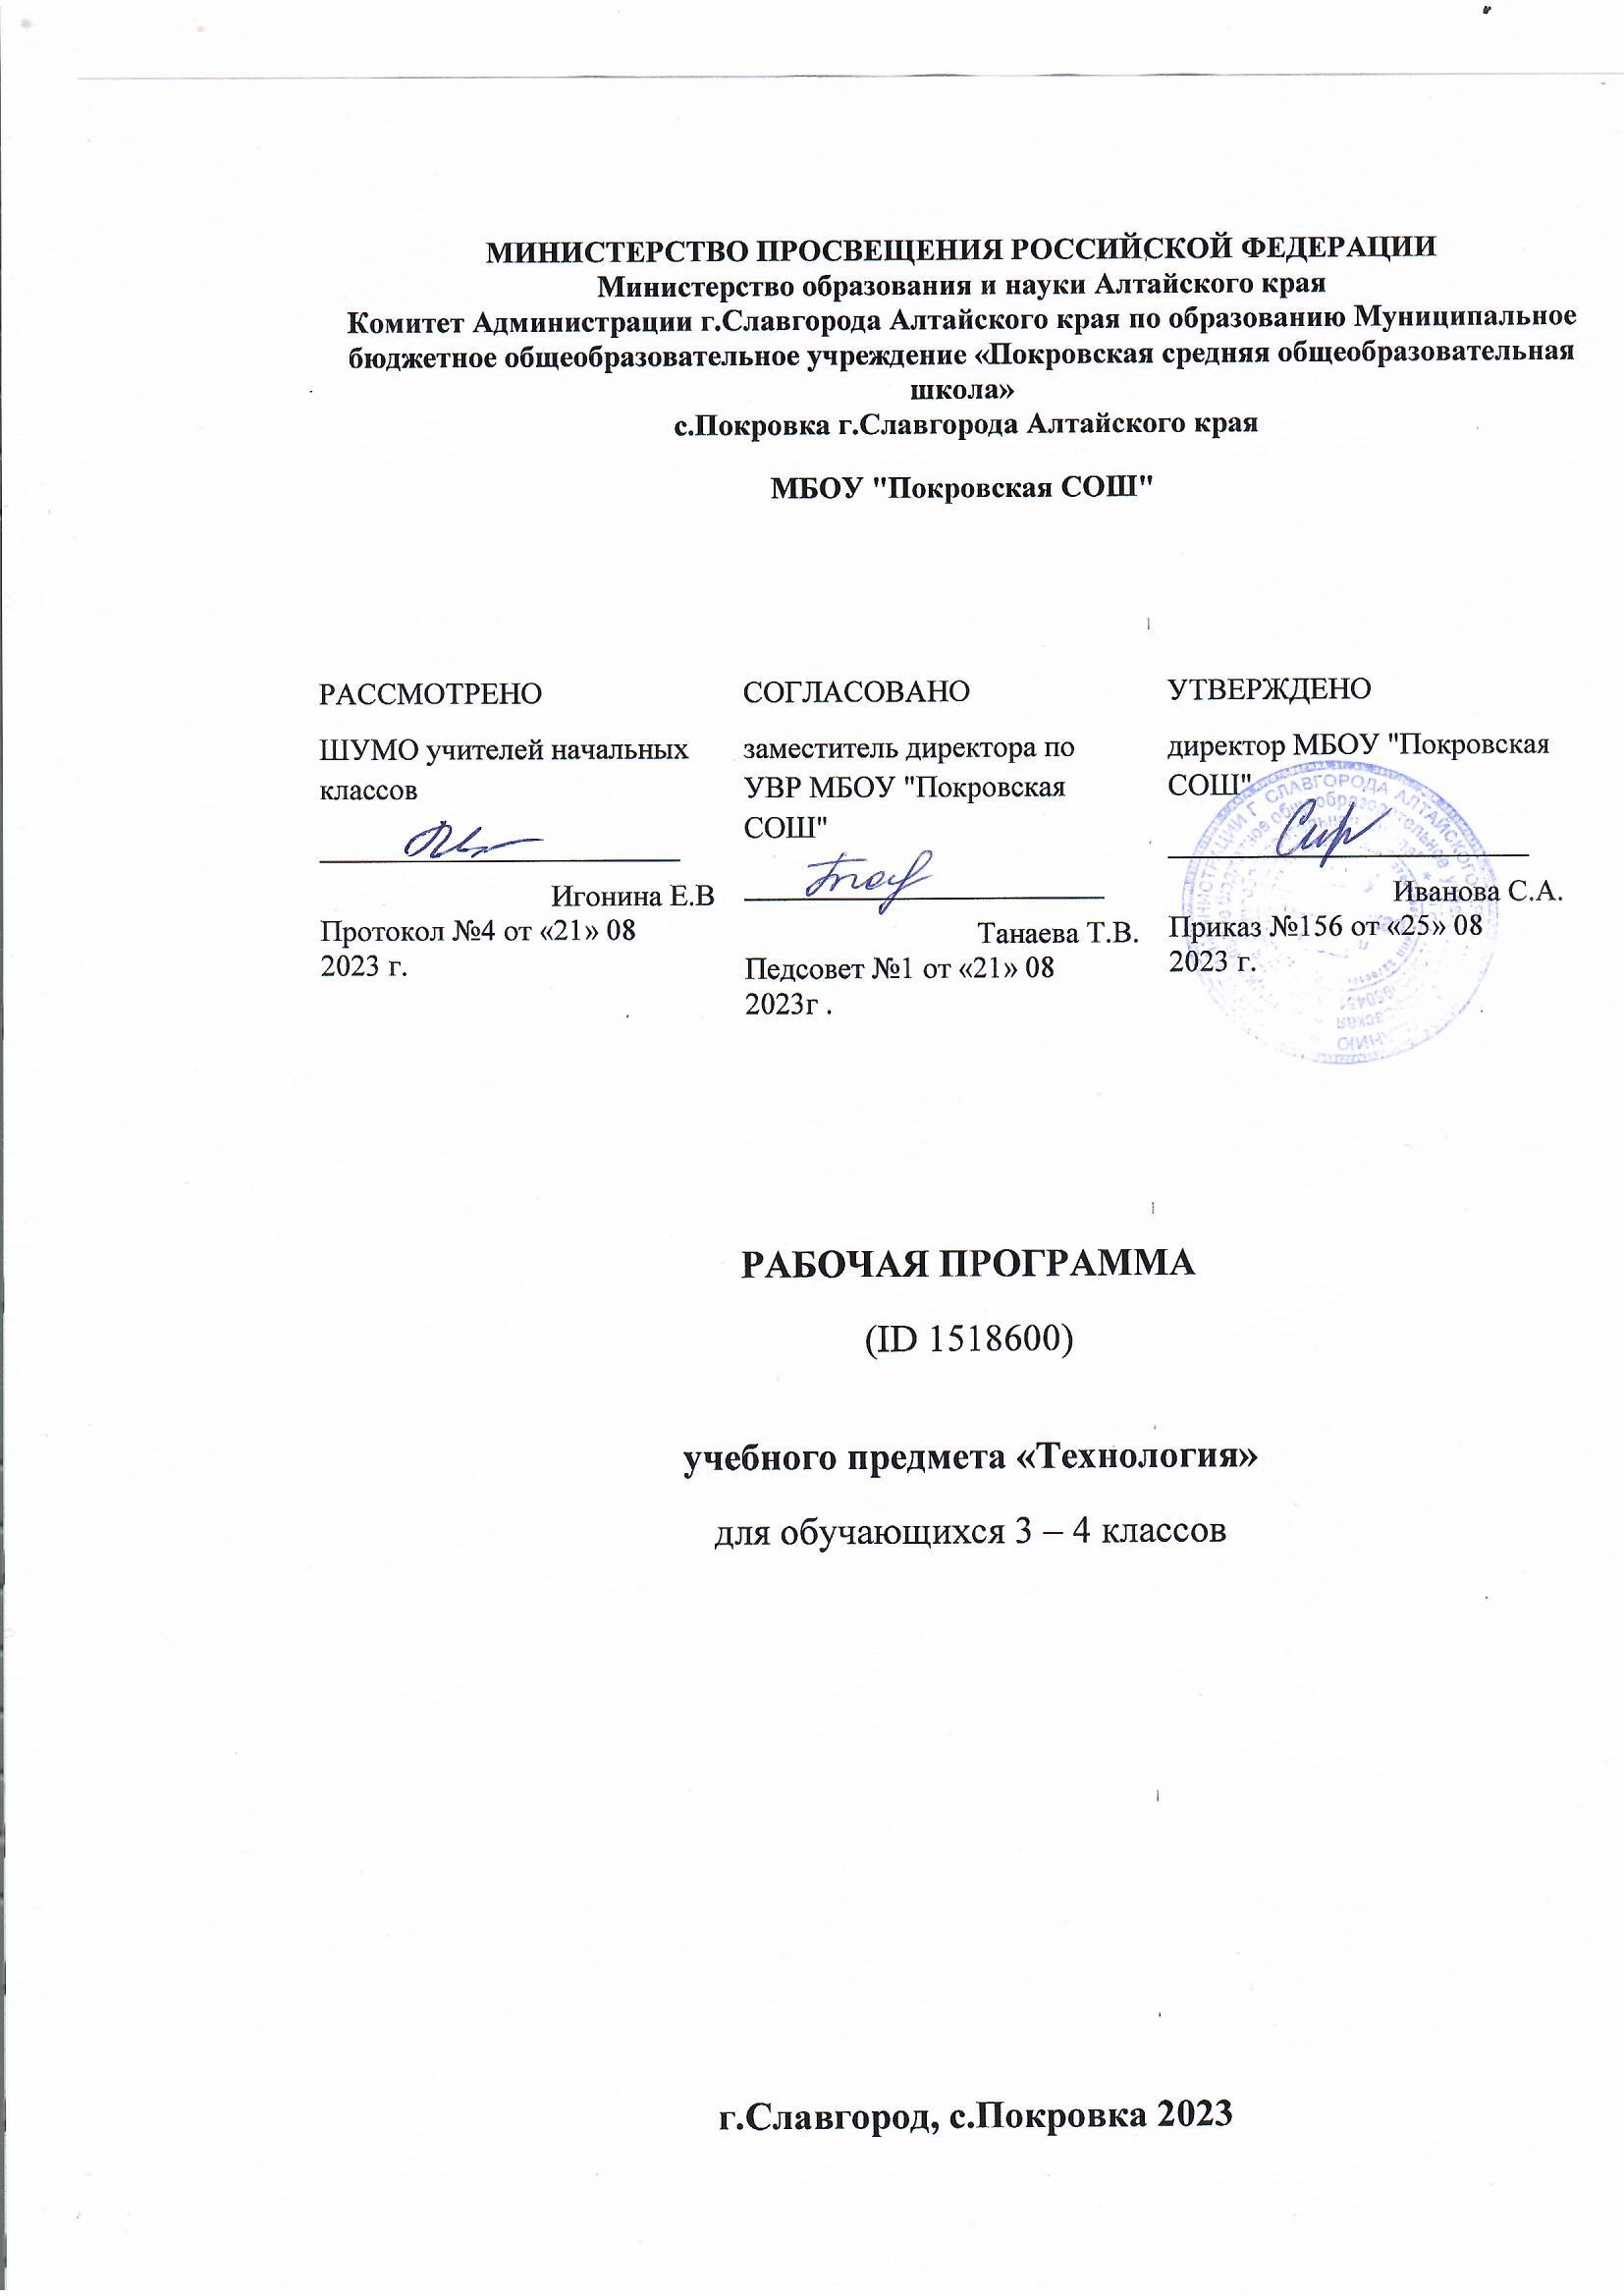 МИНИСТЕРСТВО ПРОСВЕЩЕНИЯ РОССИЙСКОЙ ФЕДЕРАЦИИ
Министерство образования и науки Алтайского края
Комитет Администрации г.Славгорода Алтайского края по образованию Муниципальное
бюджетное общеобразовательное учреждение «Покровская средняя общеобразовательная
школа»
с.Покровка г.Славгорода Алтайского края
МБОУ "Покровская СОШ"
РАССМОТРЕНО
ШУМО учителей начальных
классов
Игонина Е.В
Протокол №4 от «21» 08
2023 г.
СОГЛАСОВАНО
заместитель директора по
УВР МБОУ "Покровская
СОШ"
Танаева Т.В.
Педсовет №1 от «21» 08
2023г .
УТВЕРЖДЕНО
директор МБОУ "Покровская
СОШ"
Иванова С.А.
Приказ №156 от «25» 08
2023 г.
РАБОЧАЯ ПРОГРАММА
(ID 1518600)
учебного предмета «Технология»
для обучающихся 3 – 4 классов
г.Славгород, с.Покровка 2023